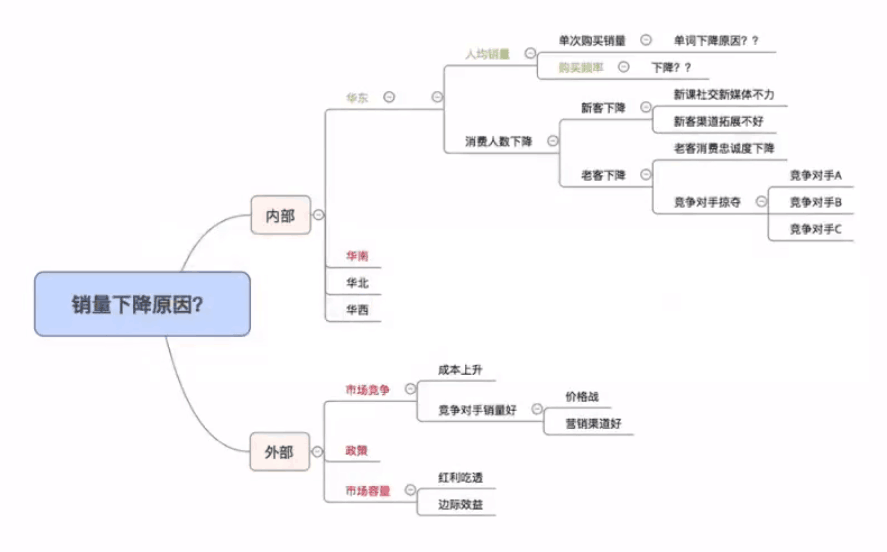 销量下降原因？
内部
华东
人均销量
单次购买销量
单词下降原因？？
购买频率
下降？？
消费人数下降
新客下降
新课社交新媒体不力
新客渠道拓展不好
老客下降
老客消费忠诚度下降
竞争对手掠夺
竞争对手A
竞争对手B
竞争对手C
华南
华北
华西
外部
市场竞争
成本上升
竞争对手销量好
价格战
营销渠道好
政策
市场容量
红利吃透
边际效益